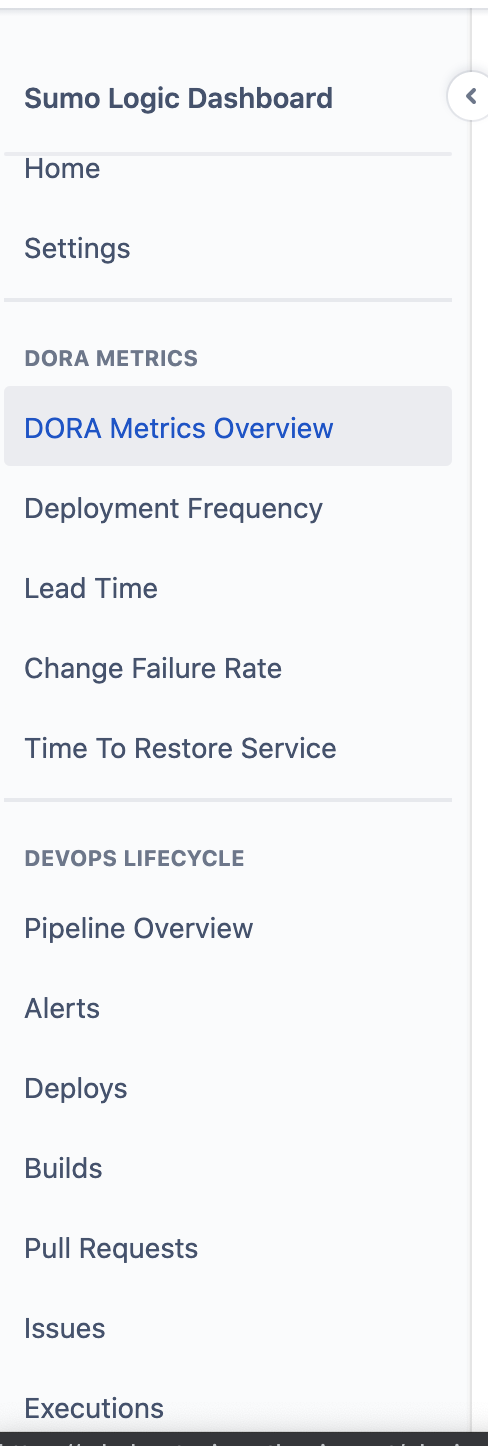 Sumo Logic Dashboard
Home
Settings
DORA METRICS
DORA Metrics Overview
Deployment Frequency
Lead Time
Change Failure Rate
Time To Restore Service
DEVOPS LIFECYCLE
Pipeline Overview
Alerts
Deploys
Builds
Pull Requests
Issues
Executions